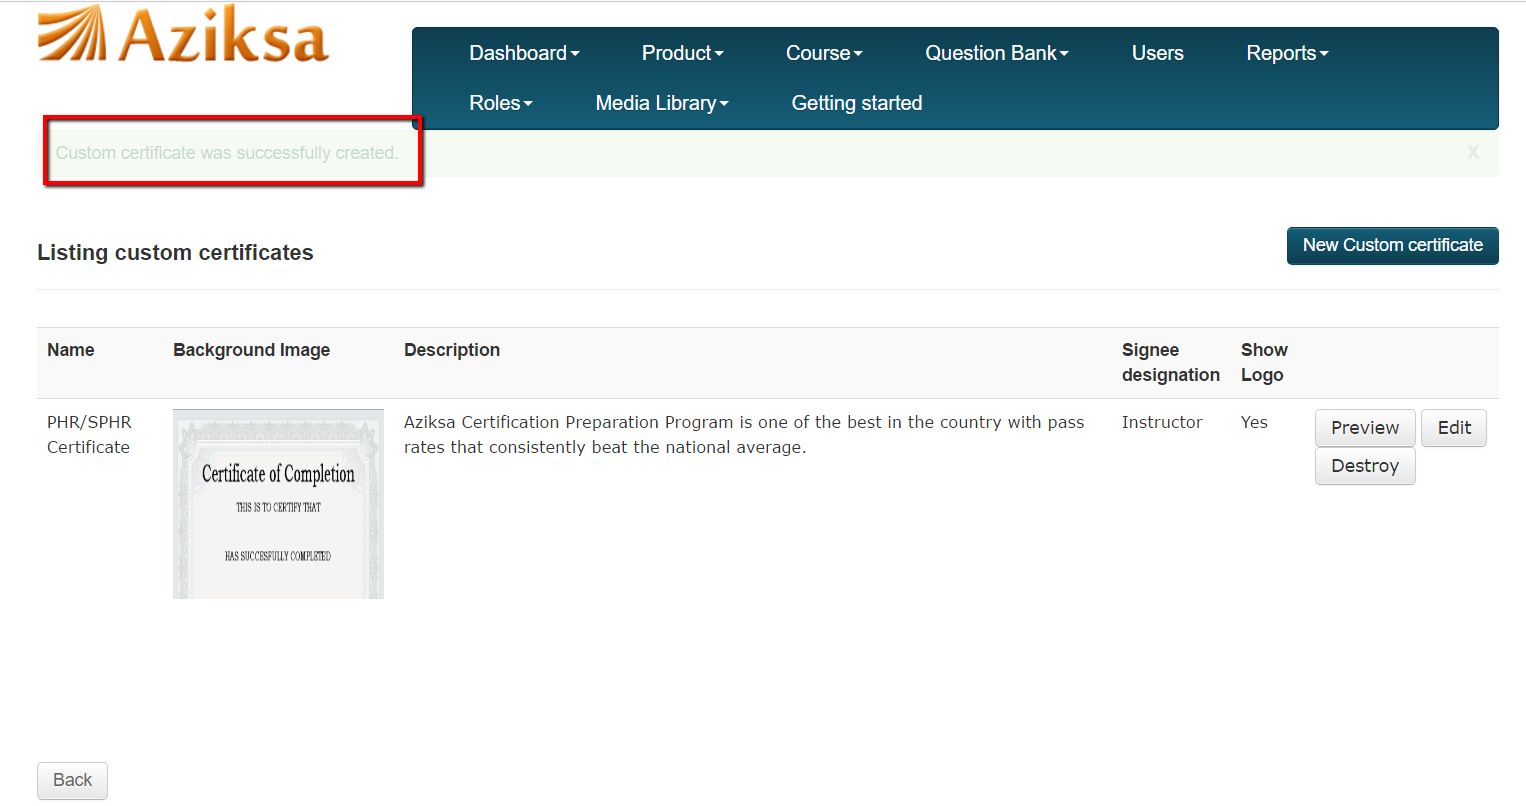 Aziksa
Dashboard Product Course Question Bank Users Reports
Roles Media Library Getting started
Custom certificate was successfully created. X
Listing custom certificates
New Custom certificate
Name Background Image Description Signee designation Show Logo
PHR/SPHR
Certificate
Certificate of Completion
THIS IS TO CERTIFY THAT
HAS SUCCESFULLY COMPLETED
Aziksa Certification Preparation Program is one of the best in the country with pass
rates that consistently beat the national average.
Instructor
Yes
Preview Edit
Destroy
Back